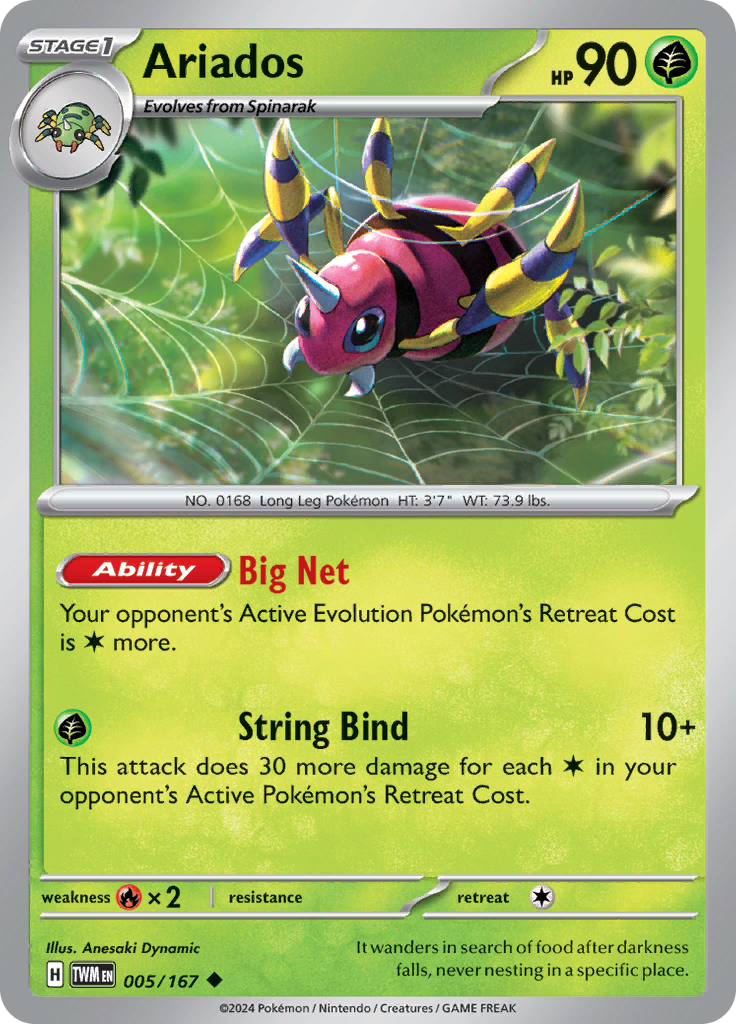 STAGE1
Ariados
HP 90
Evolves from Spinarak
NO. 0168 Long Leg Pokémon HT: 3'7" WT: 73.9 lbs.
Ability Big Net
Your opponent's Active Evolution Pokémon's Retreat Cost
is more.
String Bind 10+
This attack does 30 more damage for each in your
opponent's Active Pokémon's Retreat Cost.
weakness ×2 resistance retreat
Illus. Anesaki Dynamic
It wanders in search of food after darkness
falls, never nesting in a specific place.
H TWM EN 005/167
©2024 Pokémon / Nintendo / Creatures / GAME FREAK